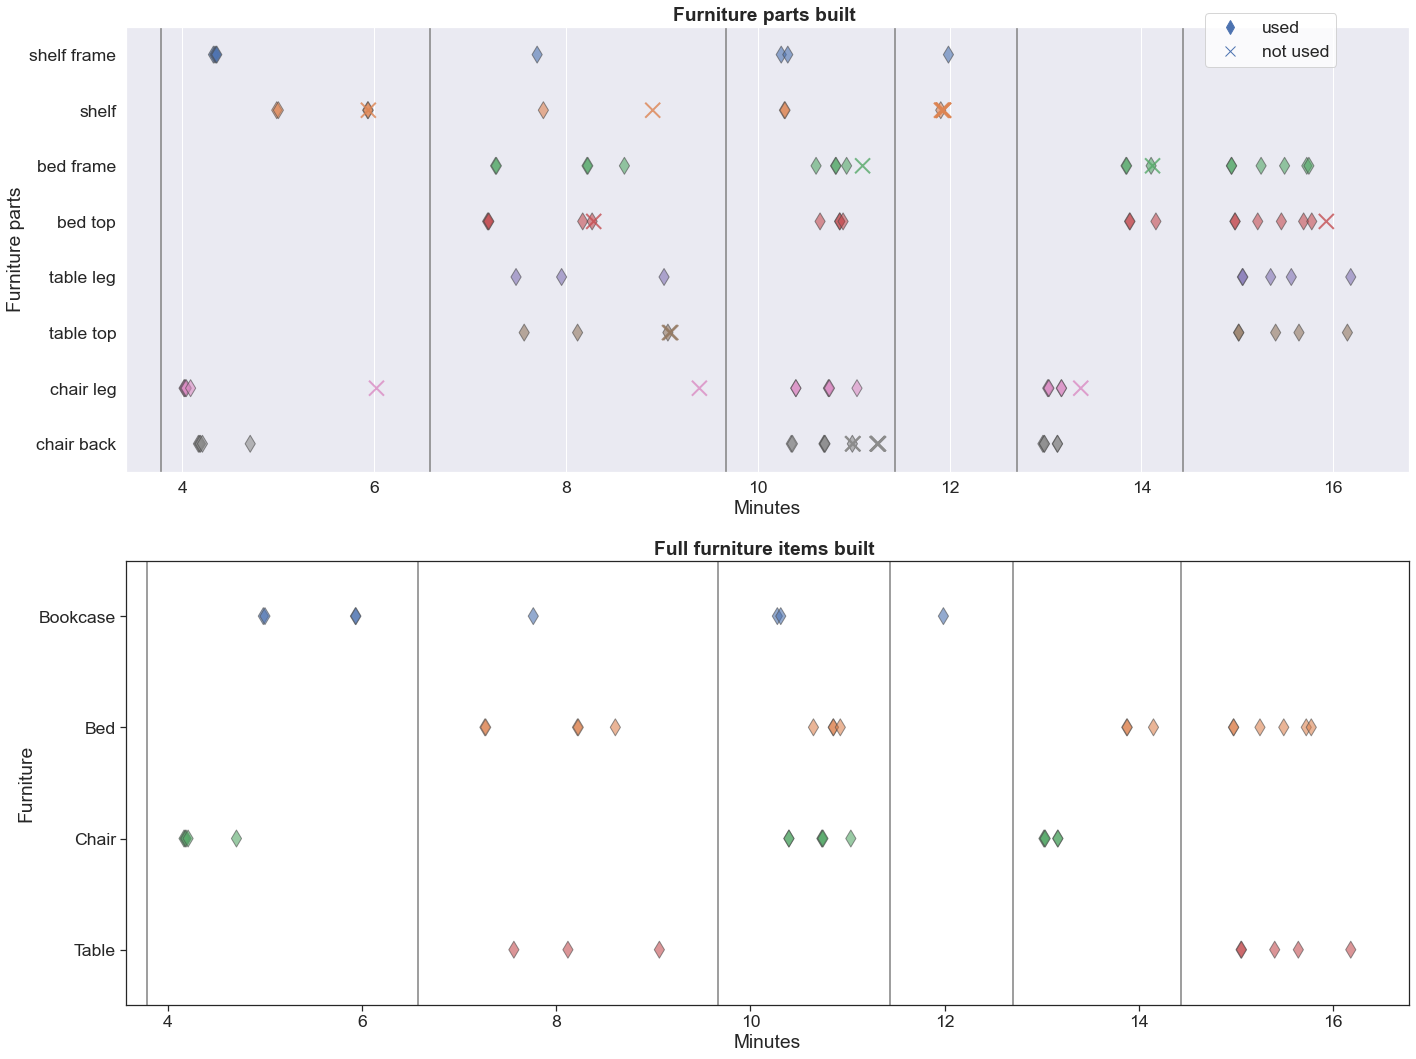 Furniture parts built
used
not used
Furniture parts
shelf frame
shelf
bed frame
bed top
table leg
table top
chair leg
chair back
4 6 8 10 12 14 16
Minutes
Full furniture items built
Furniture
Bookcase
Bed
Chair
Table
4 6 8 10 12 14 16
Minutes